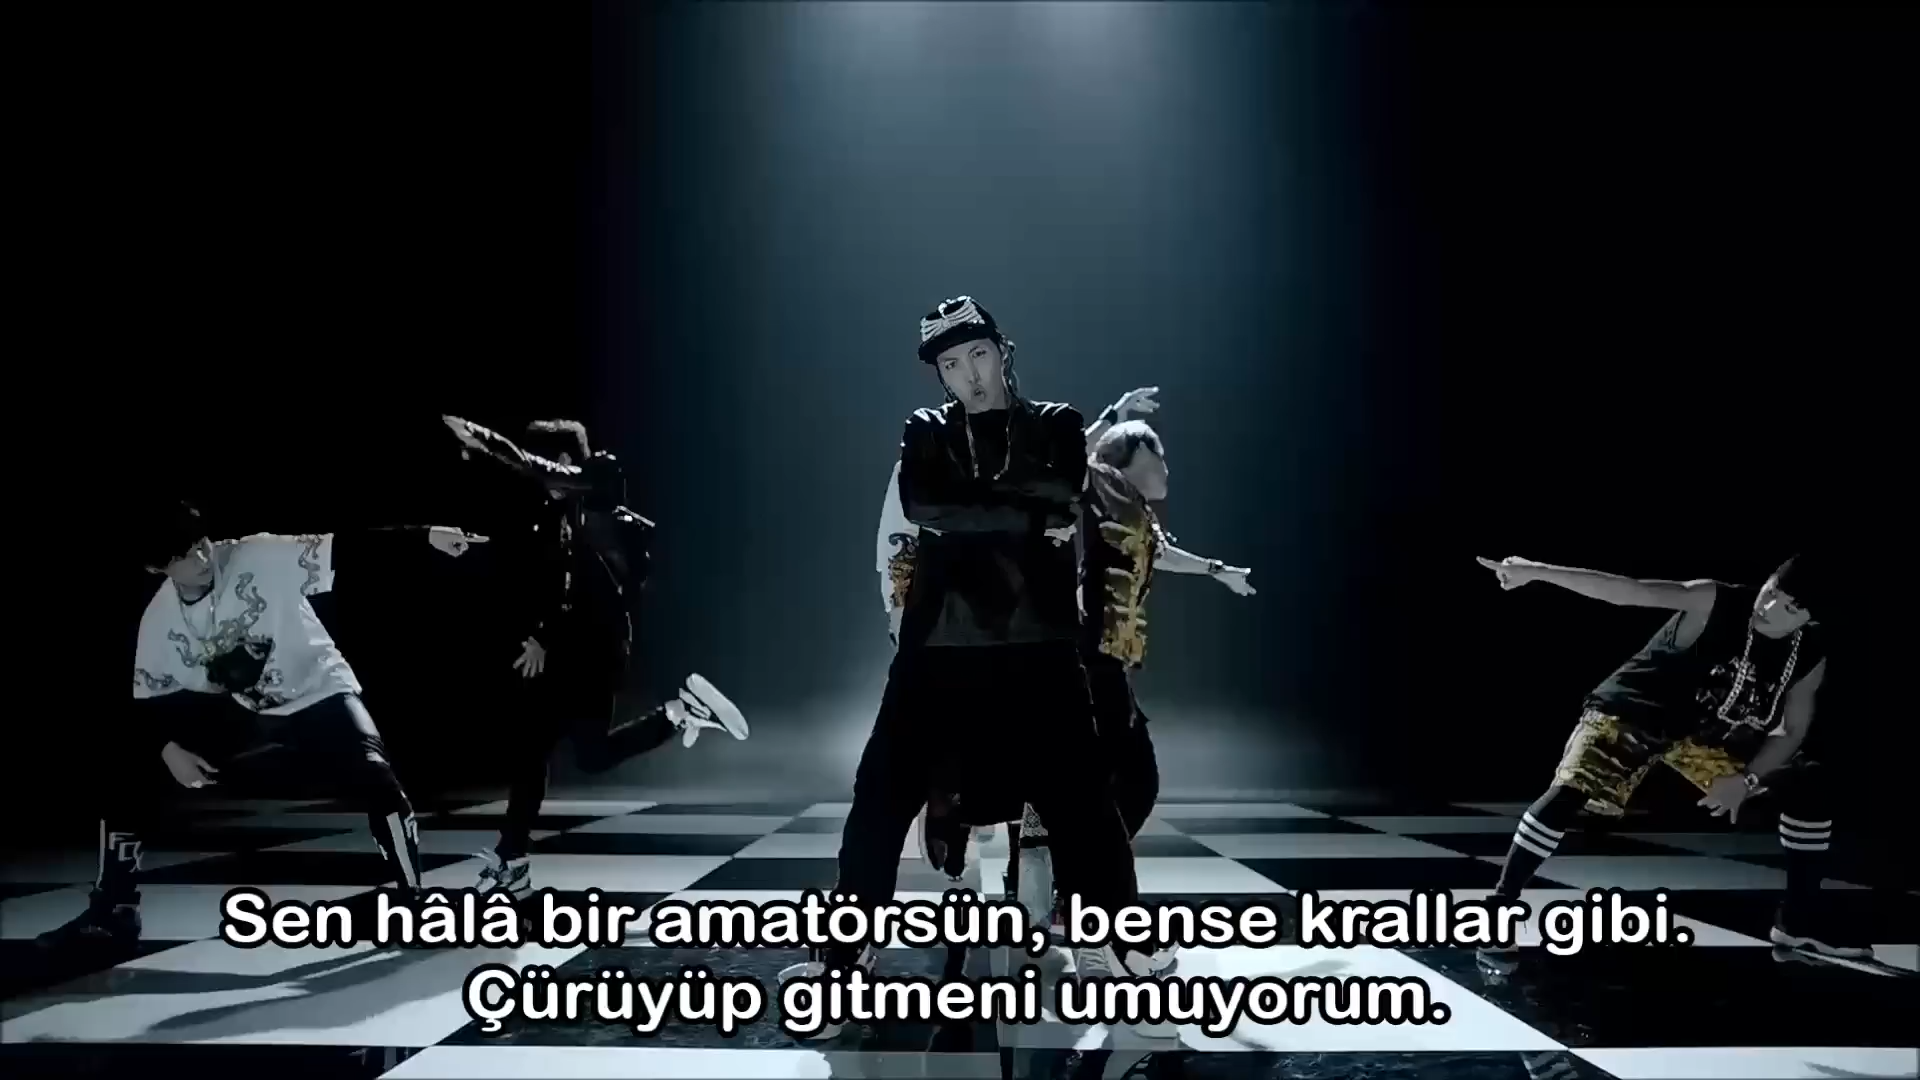 Sen hâlâ bir amatörsün, bense krallar gibi.
Çürüyüp gitmeni umuyorum.